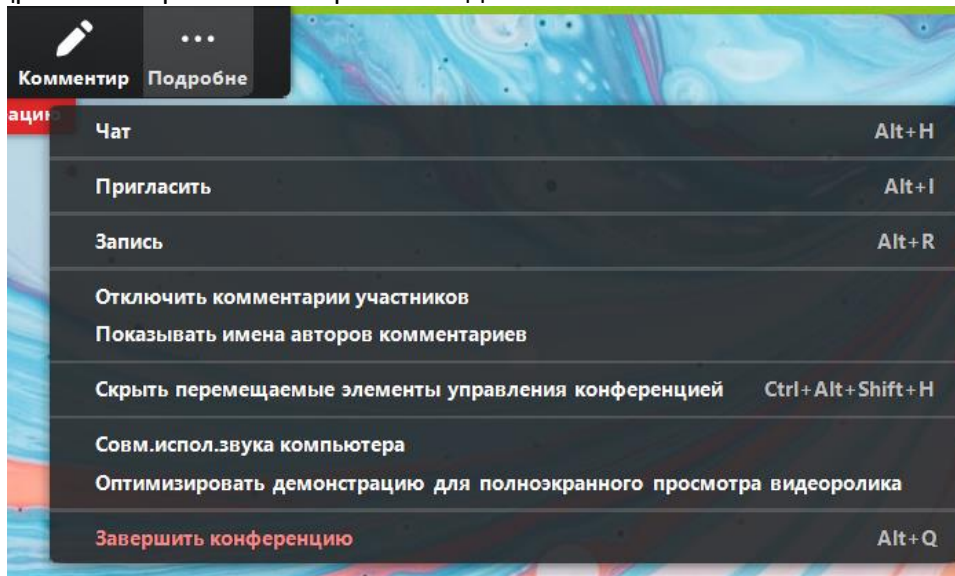 Комментир Подробне
ацию
Чат Alt+H
Пригласить Alt+I
Запись Alt+R
Отключить комментарии участников
Показывать имена авторов комментариев
Скрыть перемещаемые элементы управления конференцией Ctrl+Alt+Shift+H
Совм.испол.звука компьютера
Оптимизировать демонстрацию для полноэкранного просмотра видеоролика
Завершить конференцию Alt+Q